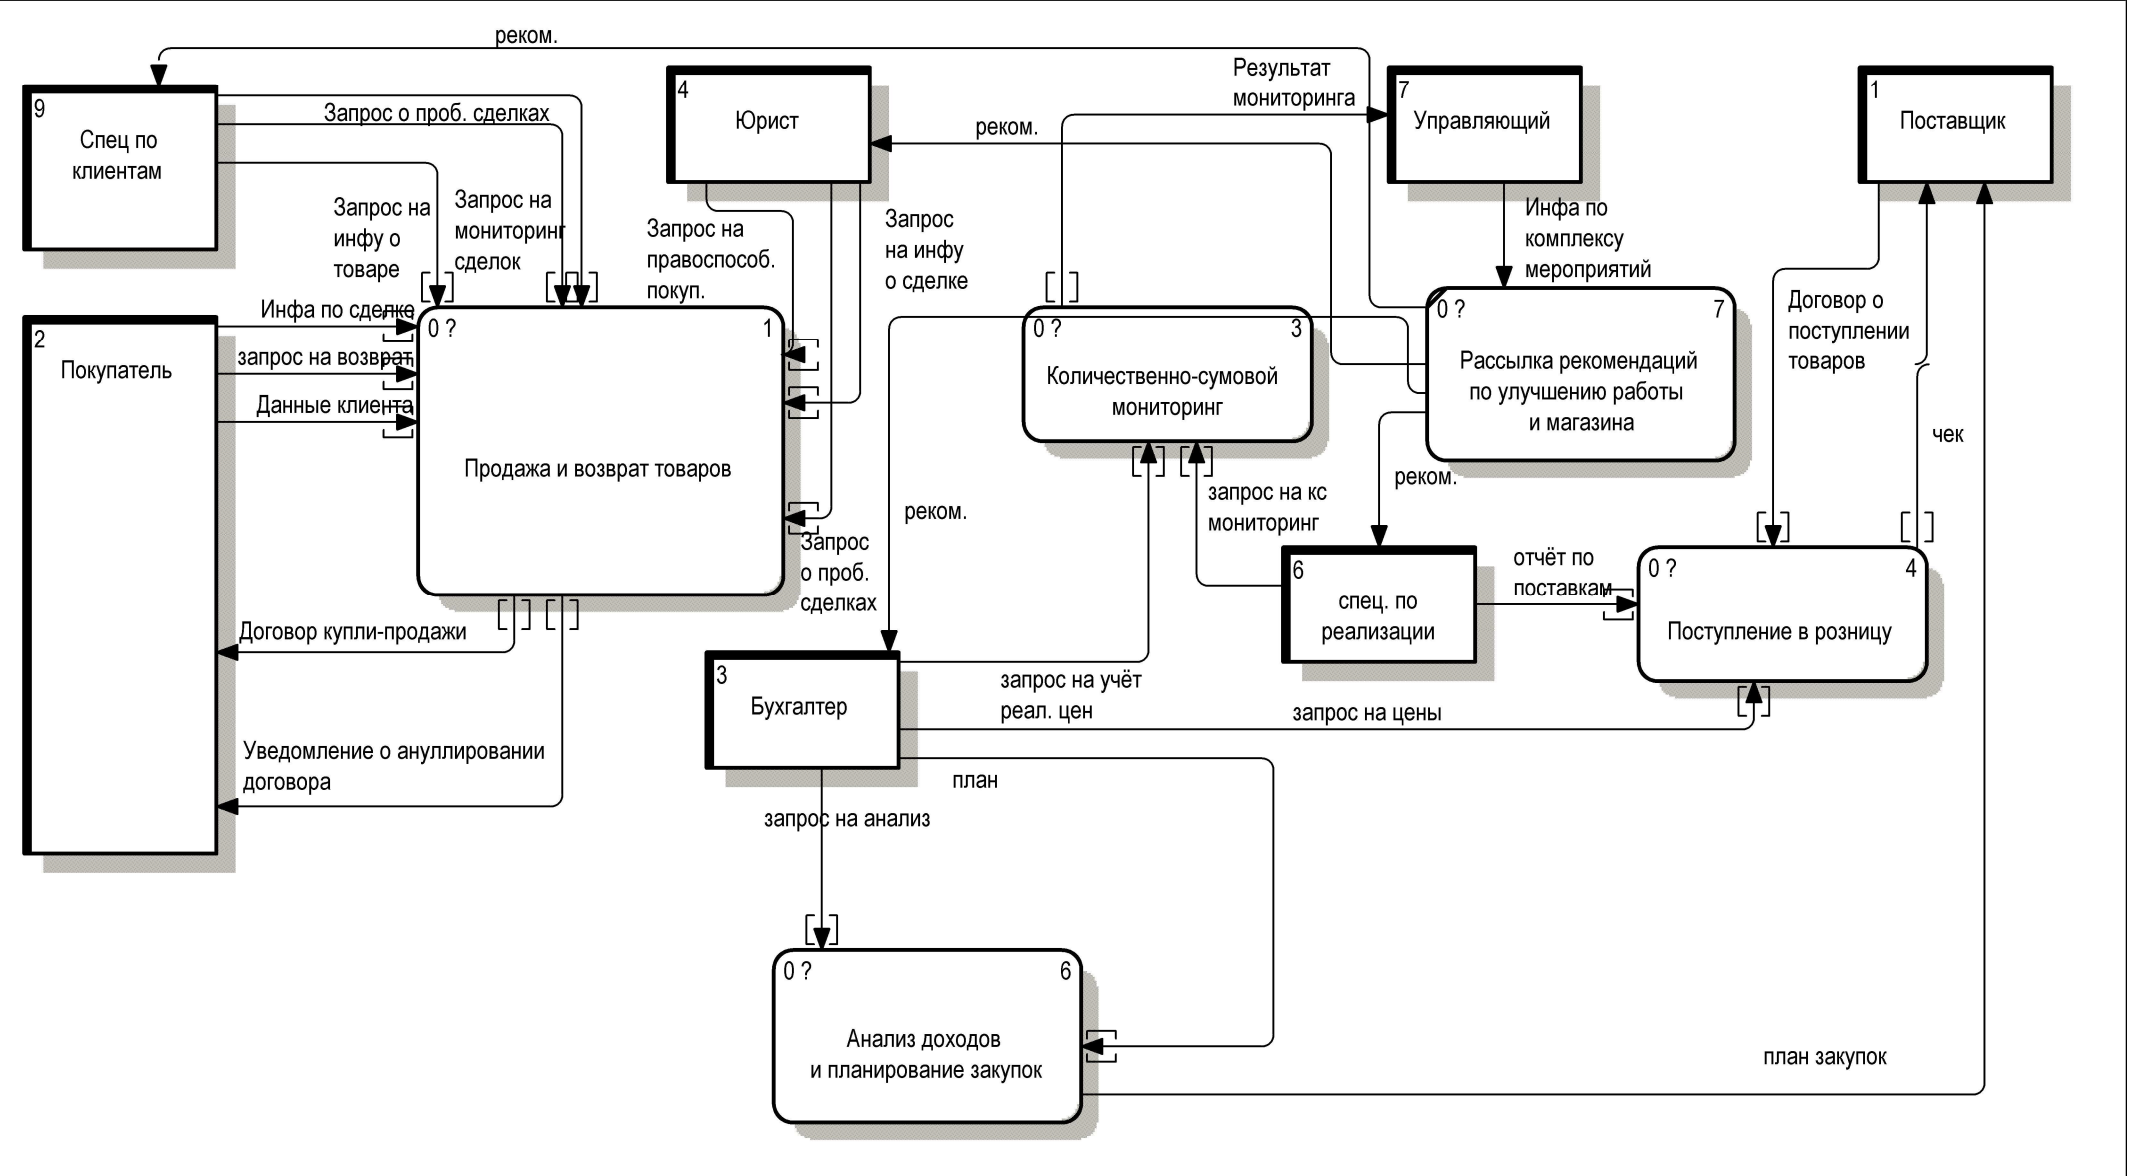 реком.
9
Спец по
клиентам
Запрос о проб. сделках
4
Юрист
реком.
Результат
мониторинга
7
Управляющий
1
Поставщик
Запрос на
инфу о
товаре
Запрос на
мониторинг
сделок
Запрос на
правоспособ.
покуп.
Запрос
на инфу
о сделке
Инфа по
комплексу
мероприятий
Договор о
поступлении
товаров
2
Покупатель
Инфа по сделке
запрос на возврат
Данные клиента
0 ?
1
Продажа и возврат товаров
0 ?
3
Количественно-сумовой
мониторинг
0 ?
7
Рассылка рекомендаций
по улучшению работы
и магазина
чек
реком.
реком.
запрос на кс
мониторинг
Запрос
о проб.
сделках
6
спец. по
реализации
отчёт по
поставкам
0 ?
4
Поступление в розницу
Договор купли-продажи
3
Бухгалтер
запрос на учёт
реал. цен
запрос на цены
Уведомление о ануллировании
договора
план
запрос на анализ
0 ?
6
Анализ доходов
и планирование закупок
план закупок